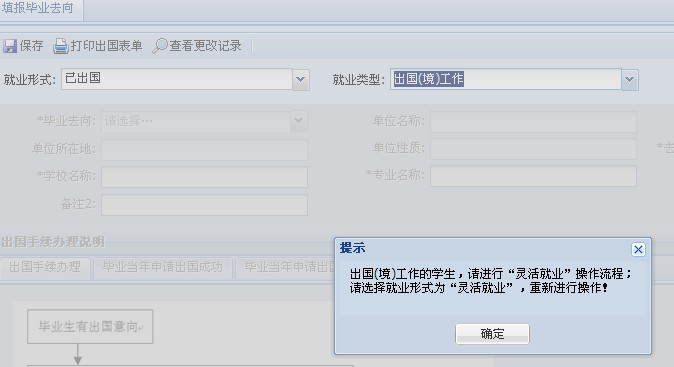 填报毕业去向
保存 打印出国表单 查看更改记录
就业形式: 已出国 就业类型: 出国(境)工作
*毕业去向: 请选择… 单位名称:
单位所在地: 单位性质: *去
*学校名称: *专业名称:
备注2:
出国手续办理说明
出国手续办理 毕业当年申请出国成功 毕业当年申请出国
提示
出国(境)工作的学生，请进行“灵活就业”操作流程；
请选择就业形式为“灵活就业”，重新进行操作！
确定
毕业生有出国意向